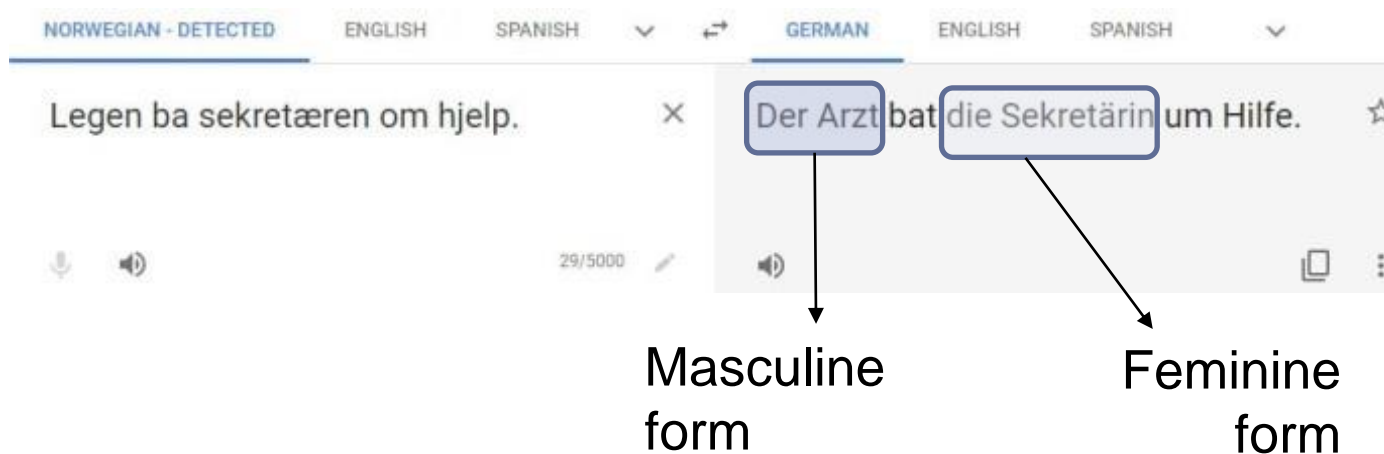 NORWEGIAN - DETECTED ENGLISH SPANISH GERMAN ENGLISH SPANISH
Legen ba sekretæren om hjelp. Der Arzt bat die Sekretärin um Hilfe.
29/5000
Masculine Feminine
form form